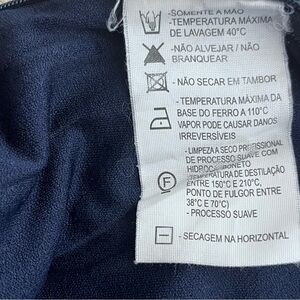 -SOMENTE A MÃO
-TEMPERATURA MÁXIMA
DE LAVAGEM 40°C
-NÃO ALVEJAR / NÃO
BRANQUEAR
- NÃO SECAR EM TAMBOR
- TEMPERATURA MÁXIMA DA
BASE DO FERRO A 110°C
VAPOR PODE CAUSAR DANOS
IRREVERSÍVEIS
- LIMPEZA A SECO PROFISSIONAL
DE PROCESSO SUAVE COM
HIDROCARBONETO
TEMPERATURA DE DESTILAÇÃO
ENTRE 150°C E 210°C,
PONTO DE FULGOR ENTRE
38°C E 70°C)
- PROCESSO SUAVE
F
- SECAGEM NA HORIZONTAL